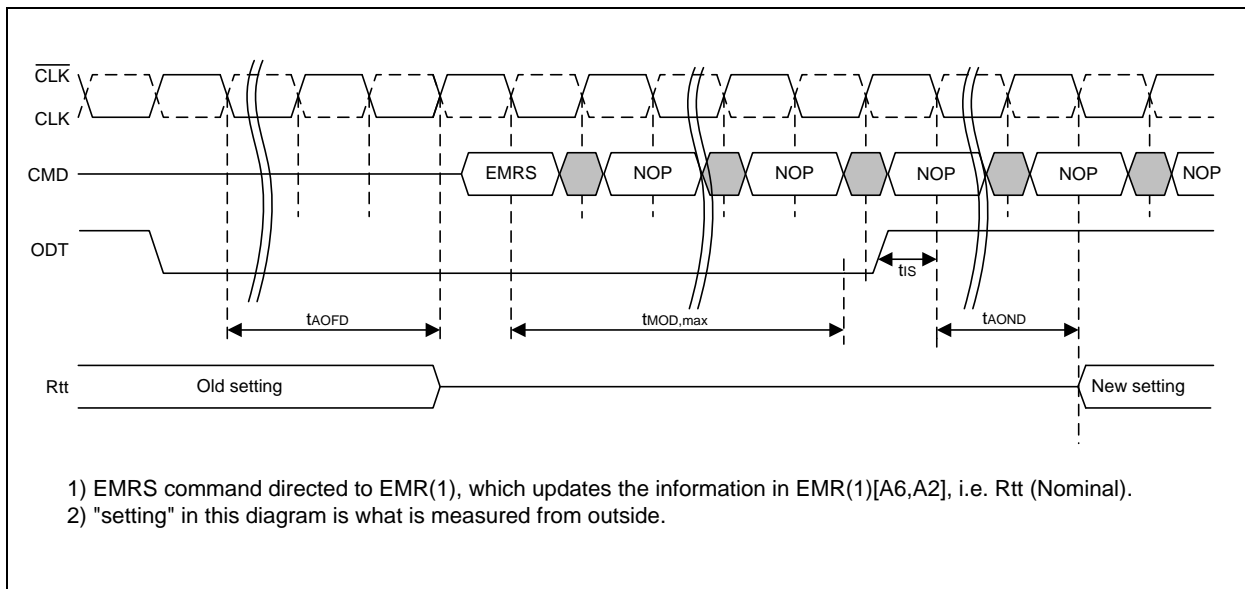 CLK
CLK
CMD
EMRS
NOP
NOP
NOP
NOP
NOP
ODT
tIS
tAOFD
tMOD,max
tAOND
Rtt
Old setting
New setting
1) EMRS command directed to EMR(1), which updates the information in EMR(1)[A6,A2], i.e. Rtt (Nominal).
2) "setting" in this diagram is what is measured from outside.